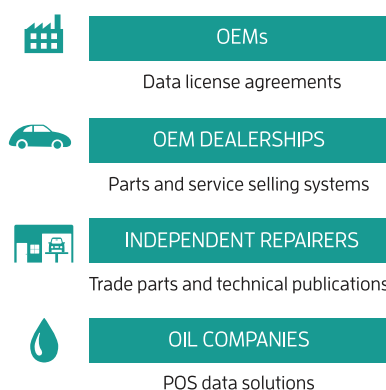 OEMs
Data license agreements
OEM DEALERSHIPS
Parts and service selling systems
INDEPENDENT REPAIRERS
Trade parts and technical publications
OIL COMPANIES
POS data solutions